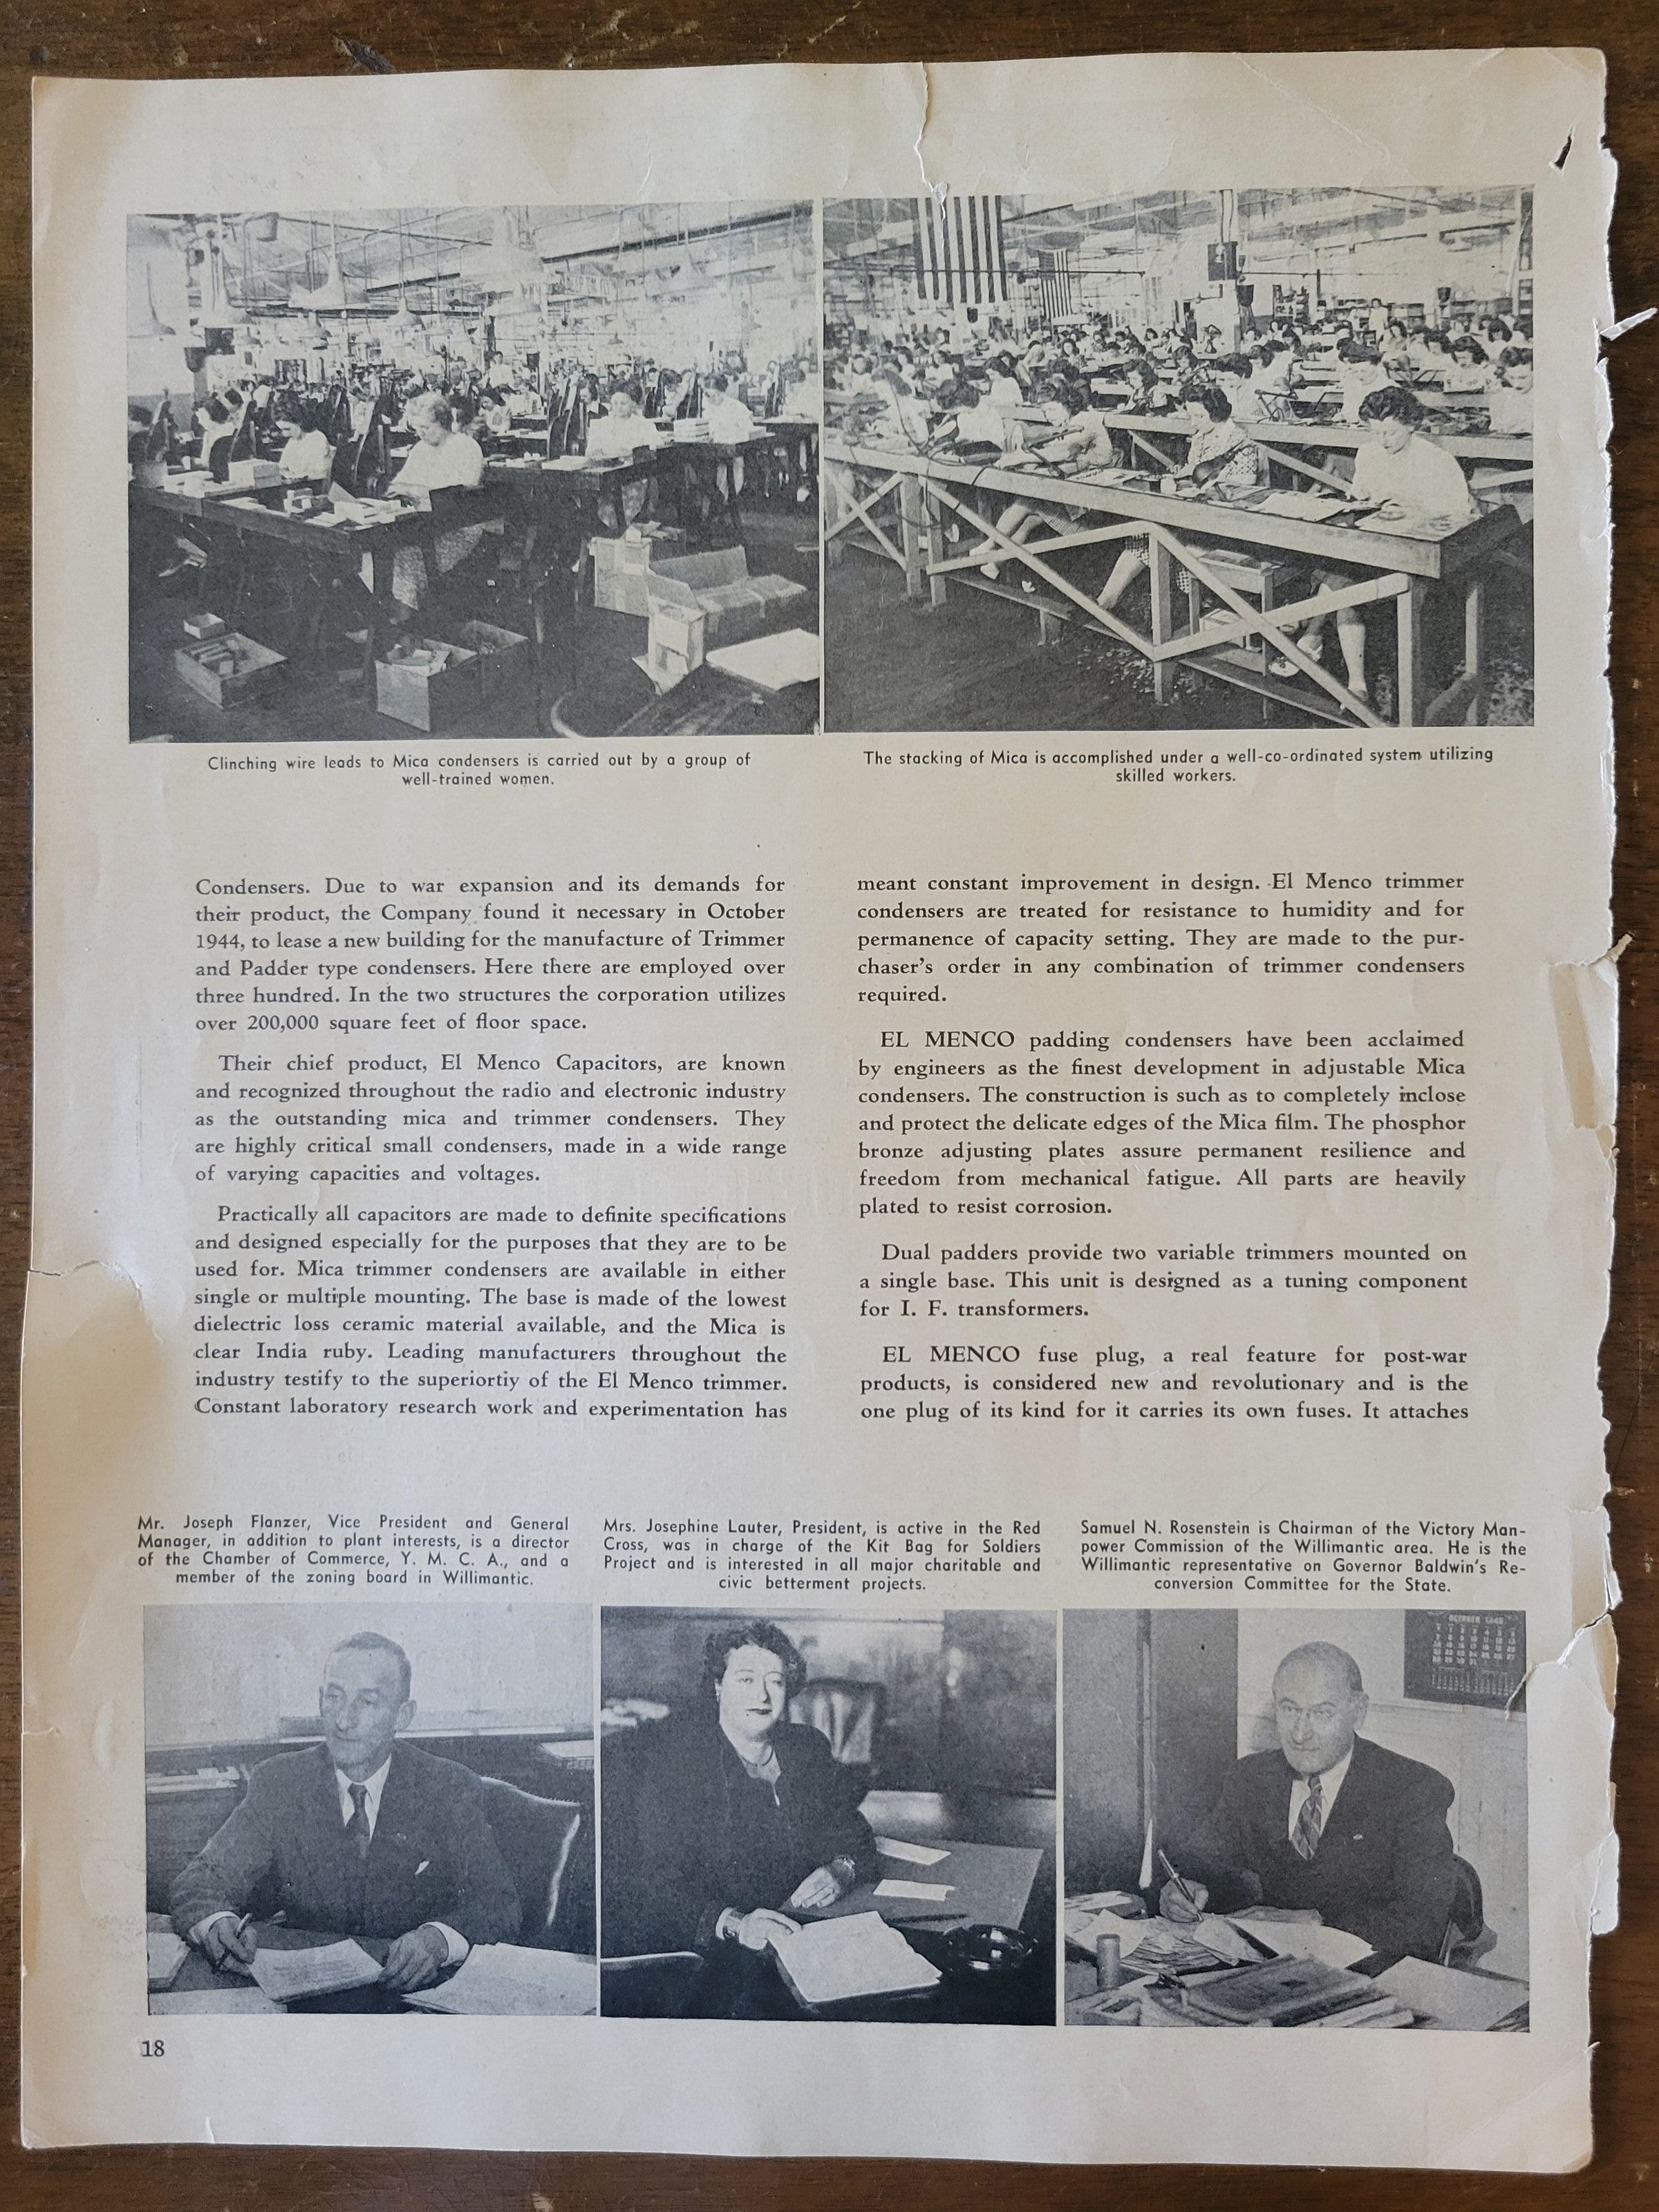 Clinching wire leads to Mica condensers is carried out by a group of
well-trained women.
The stacking of Mica is accomplished under a well-co-ordinated system utilizing
skilled workers.
Condensers. Due to war expansion and its demands for
their product, the Company found it necessary in October
1944, to lease a new building for the manufacture of Trimmer
and Padder type condensers. Here there are employed over
three hundred. In the two structures the corporation utilizes
over 200,000 square feet of floor space.
Their chief product, El Menco Capacitors, are known
and recognized throughout the radio and electronic industry
as the outstanding mica and trimmer condensers. They
are highly critical small condensers, made in a wide range
of varying capacities and voltages.
Practically all capacitors are made to definite specifications
and designed especially for the purposes that they are to be
used for. Mica trimmer condensers are available in either
single or multiple mounting. The base is made of the lowest
dielectric loss ceramic material available, and the Mica is
clear India ruby. Leading manufacturers throughout the
industry testify to the superiortiy of the El Menco trimmer.
Constant laboratory research work and experimentation has
meant constant improvement in design. El Menco trimmer
condensers are treated for resistance to humidity and for
permanence of capacity setting. They are made to the pur-
chaser's order in any combination of trimmer condensers
required.
EL MENCO padding condensers have been acclaimed
by engineers as the finest development in adjustable Mica
condensers. The construction is such as to completely inclose
and protect the delicate edges of the Mica film. The phosphor
bronze adjusting plates assure permanent resilience and
freedom from mechanical fatigue. All parts are heavily
plated to resist corrosion.
Dual padders provide two variable trimmers mounted on
a single base. This unit is designed as a tuning component
for I. F. transformers.
EL MENCO fuse plug, a real feature for post-war
products, is considered new and revolutionary and is the
one plug of its kind for it carries its own fuses. It attaches
Mr. Joseph Flanzer, Vice President and General
Manager, in addition to plant interests, is a director
of the Chamber of Commerce, Y. M. C. A., and a
member of the zoning board in Willimantic.
Mrs. Josephine Lauter, President, is active in the Red
Cross, was in charge of the Kit Bag for Soldiers
Project and is interested in all major charitable and
civic betterment projects.
Samuel N. Rosenstein is Chairman of the Victory Man-
power Commission of the Willimantic area. He is the
Willimantic representative on Governor Baldwin's Re-
conversion Committee for the State.
OCTOBER
18